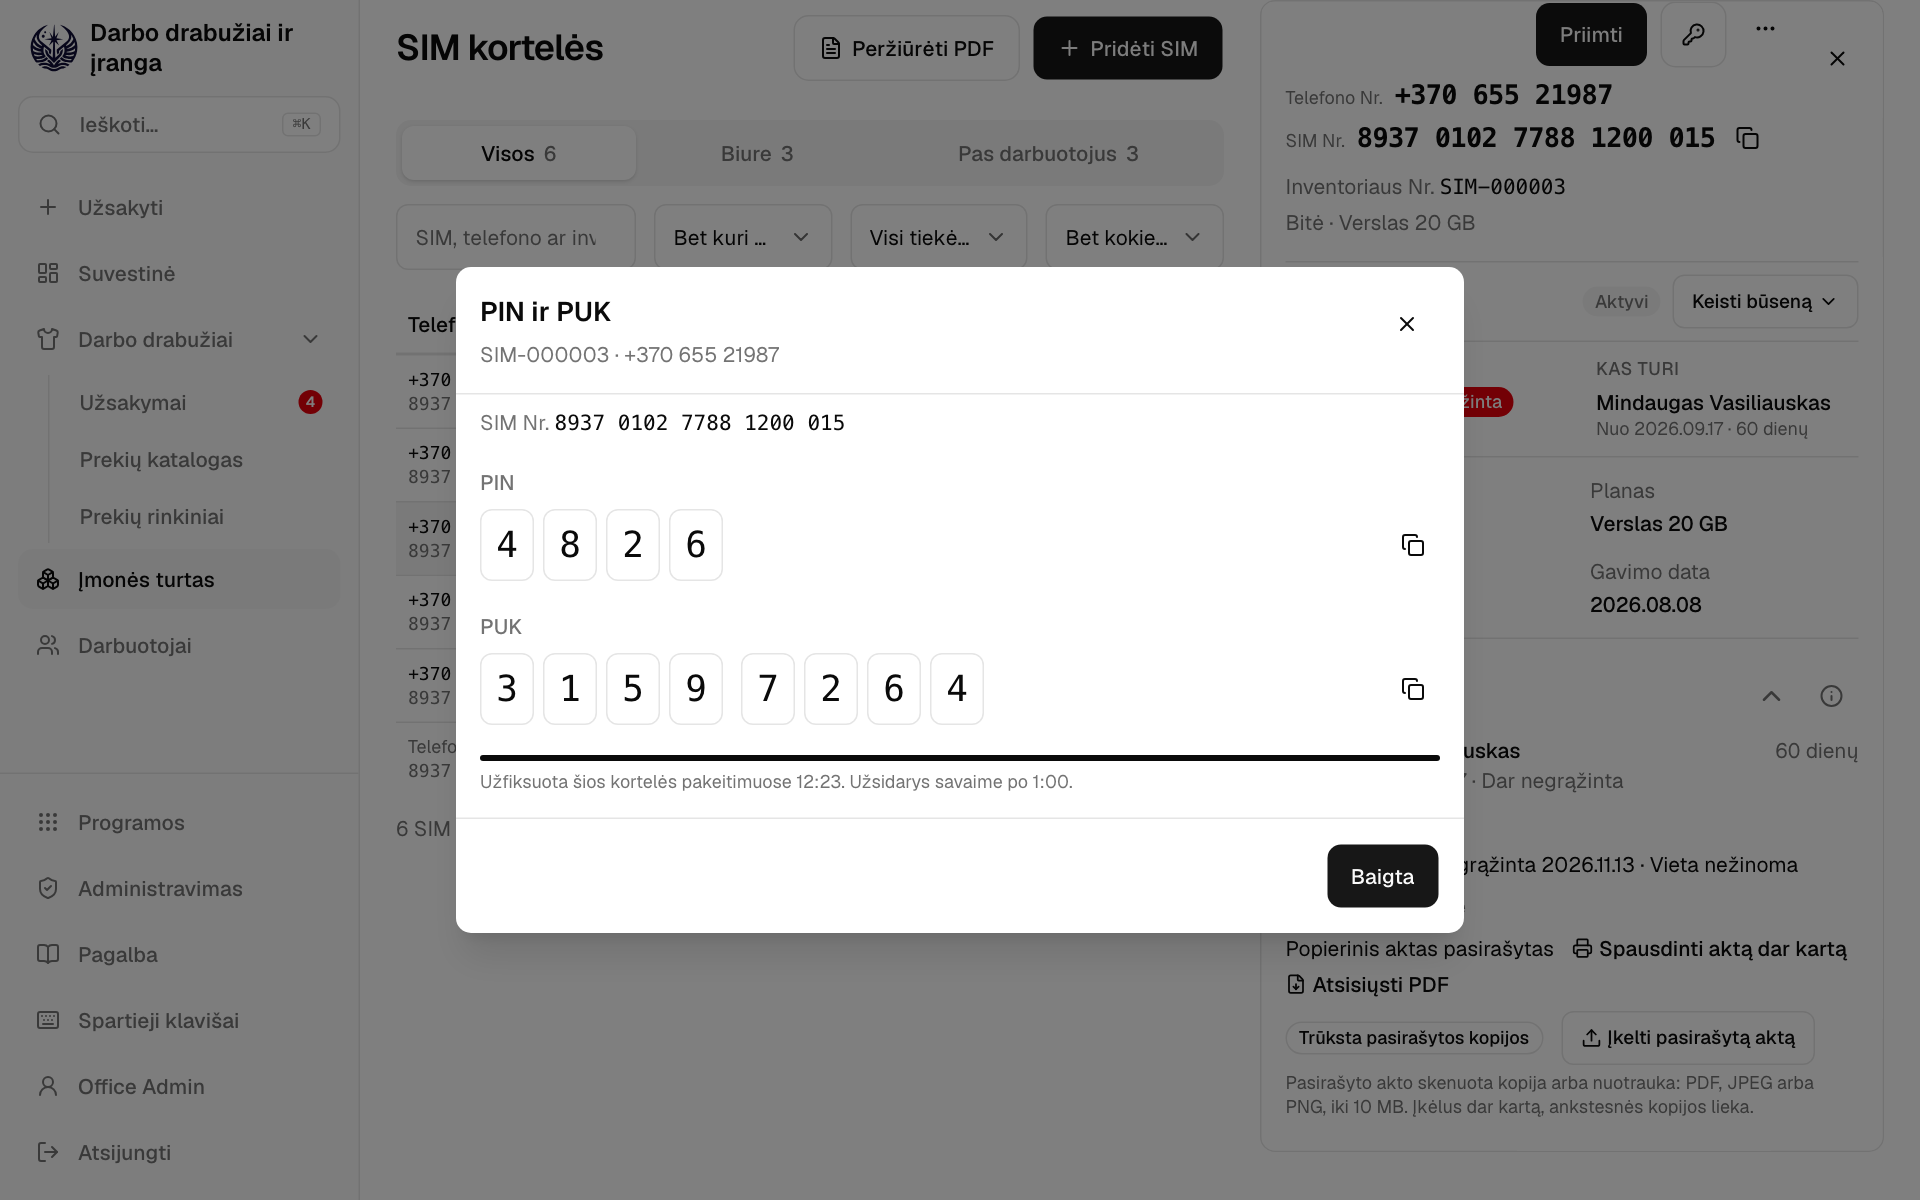 Darbo drabužiai ir
įranga
Ieškoti...
⌘K
Užsakyti
Suvestinė
Darbo drabužiai
Užsakymai
4
Prekių katalogas
Prekių rinkiniai
Įmonės turtas
Darbuotojai
Programos
Administravimas
Pagalba
Spartieji klavišai
Office Admin
Atsijungti
SIM kortelės
Peržiūrėti PDF
Pridėti SIM
Visos 6
Biure 3
Pas darbuotojus 3
SIM, telefono ar inv
Bet kuri ...
Visi tiekė...
Bet kokie...
Telef
+370
8937
+370
8937
+370
8937
+370
8937
+370
8937
Telefo
8937
6 SIM
PIN ir PUK
SIM-000003 · +370 655 21987
SIM Nr. 8937 0102 7788 1200 015
PIN
4 8 2 6
PUK
3 1 5 9 7 2 6 4
Užfiksuota šios kortelės pakeitimuose 12:23. Užsidarys savaime po 1:00.
Baigta
Priimti
Telefono Nr. +370 655 21987
SIM Nr. 8937 0102 7788 1200 015
Inventoriaus Nr. SIM-000003
Bitė · Verslas 20 GB
Aktyvi
Keisti būseną
žinta
KAS TURI
Mindaugas Vasiliauskas
Nuo 2026.09.17 · 60 dienų
Planas
Verslas 20 GB
Gavimo data
2026.08.08
uskas
60 dienų
· Dar negrąžinta
grąžinta 2026.11.13 · Vieta nežinoma
Popierinis aktas pasirašytas
Spausdinti aktą dar kartą
Atsisiųsti PDF
Trūksta pasirašytos kopijos
Įkelti pasirašytą aktą
Pasirašyto akto skenuota kopija arba nuotrauka: PDF, JPEG arba
PNG, iki 10 MB. Įkėlus dar kartą, ankstesnės kopijos lieka.